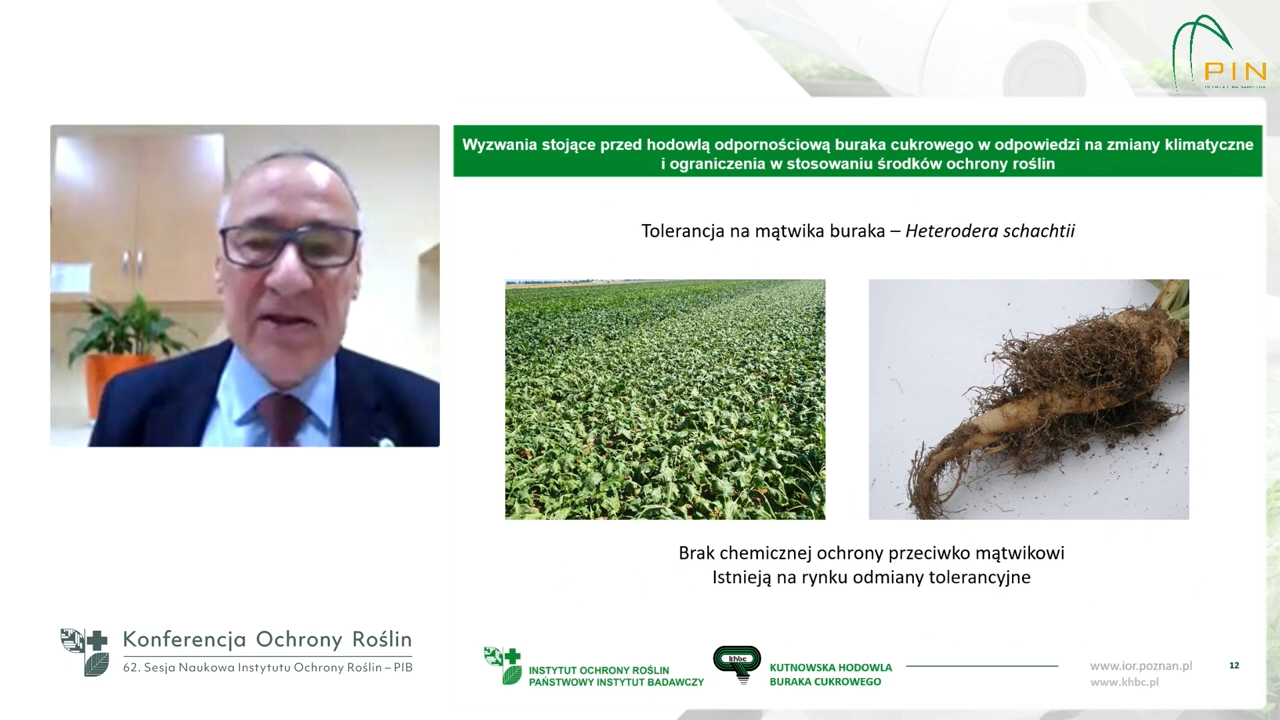 PIN
Wyzwania stojące przed hodowlą odpornościową buraka cukrowego w odpowiedzi na zmiany klimatyczne
i ograniczenia w stosowaniu środków ochrony roślin
Tolerancja na mątwika buraka – Heterodera schachtii
Brak chemicznej ochrony przeciwko mątwikowi
Istnieją na rynku odmiany tolerancyjne
Konferencja Ochrony Roślin
62. Sesja Naukowa Instytutu Ochrony Roślin – PIB
INSTYTUT OCHRONY ROŚLIN
PAŃSTWOWY INSTYTUT BADAWCZY
khbc
KUTNOWSKA HODOWLA
BURAKA CUKROWEGO
www.ior.poznan.pl
www.khbc.pl
12